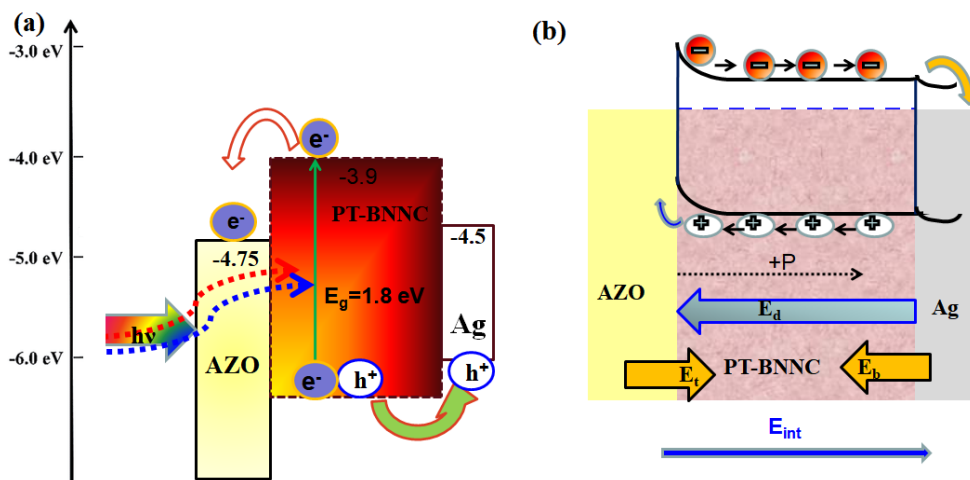 (a)
-3.0 eV
-4.0 eV
-5.0 eV
-6.0 eV
e-
-3.9
PT-BNNC
e-
-4.75
-4.5
Eg=1.8 eV
hν
AZO
Ag
e-
h+
h+
(b)
+P
AZO
Ed
Ag
Et
PT-BNNC
Eb
Eint